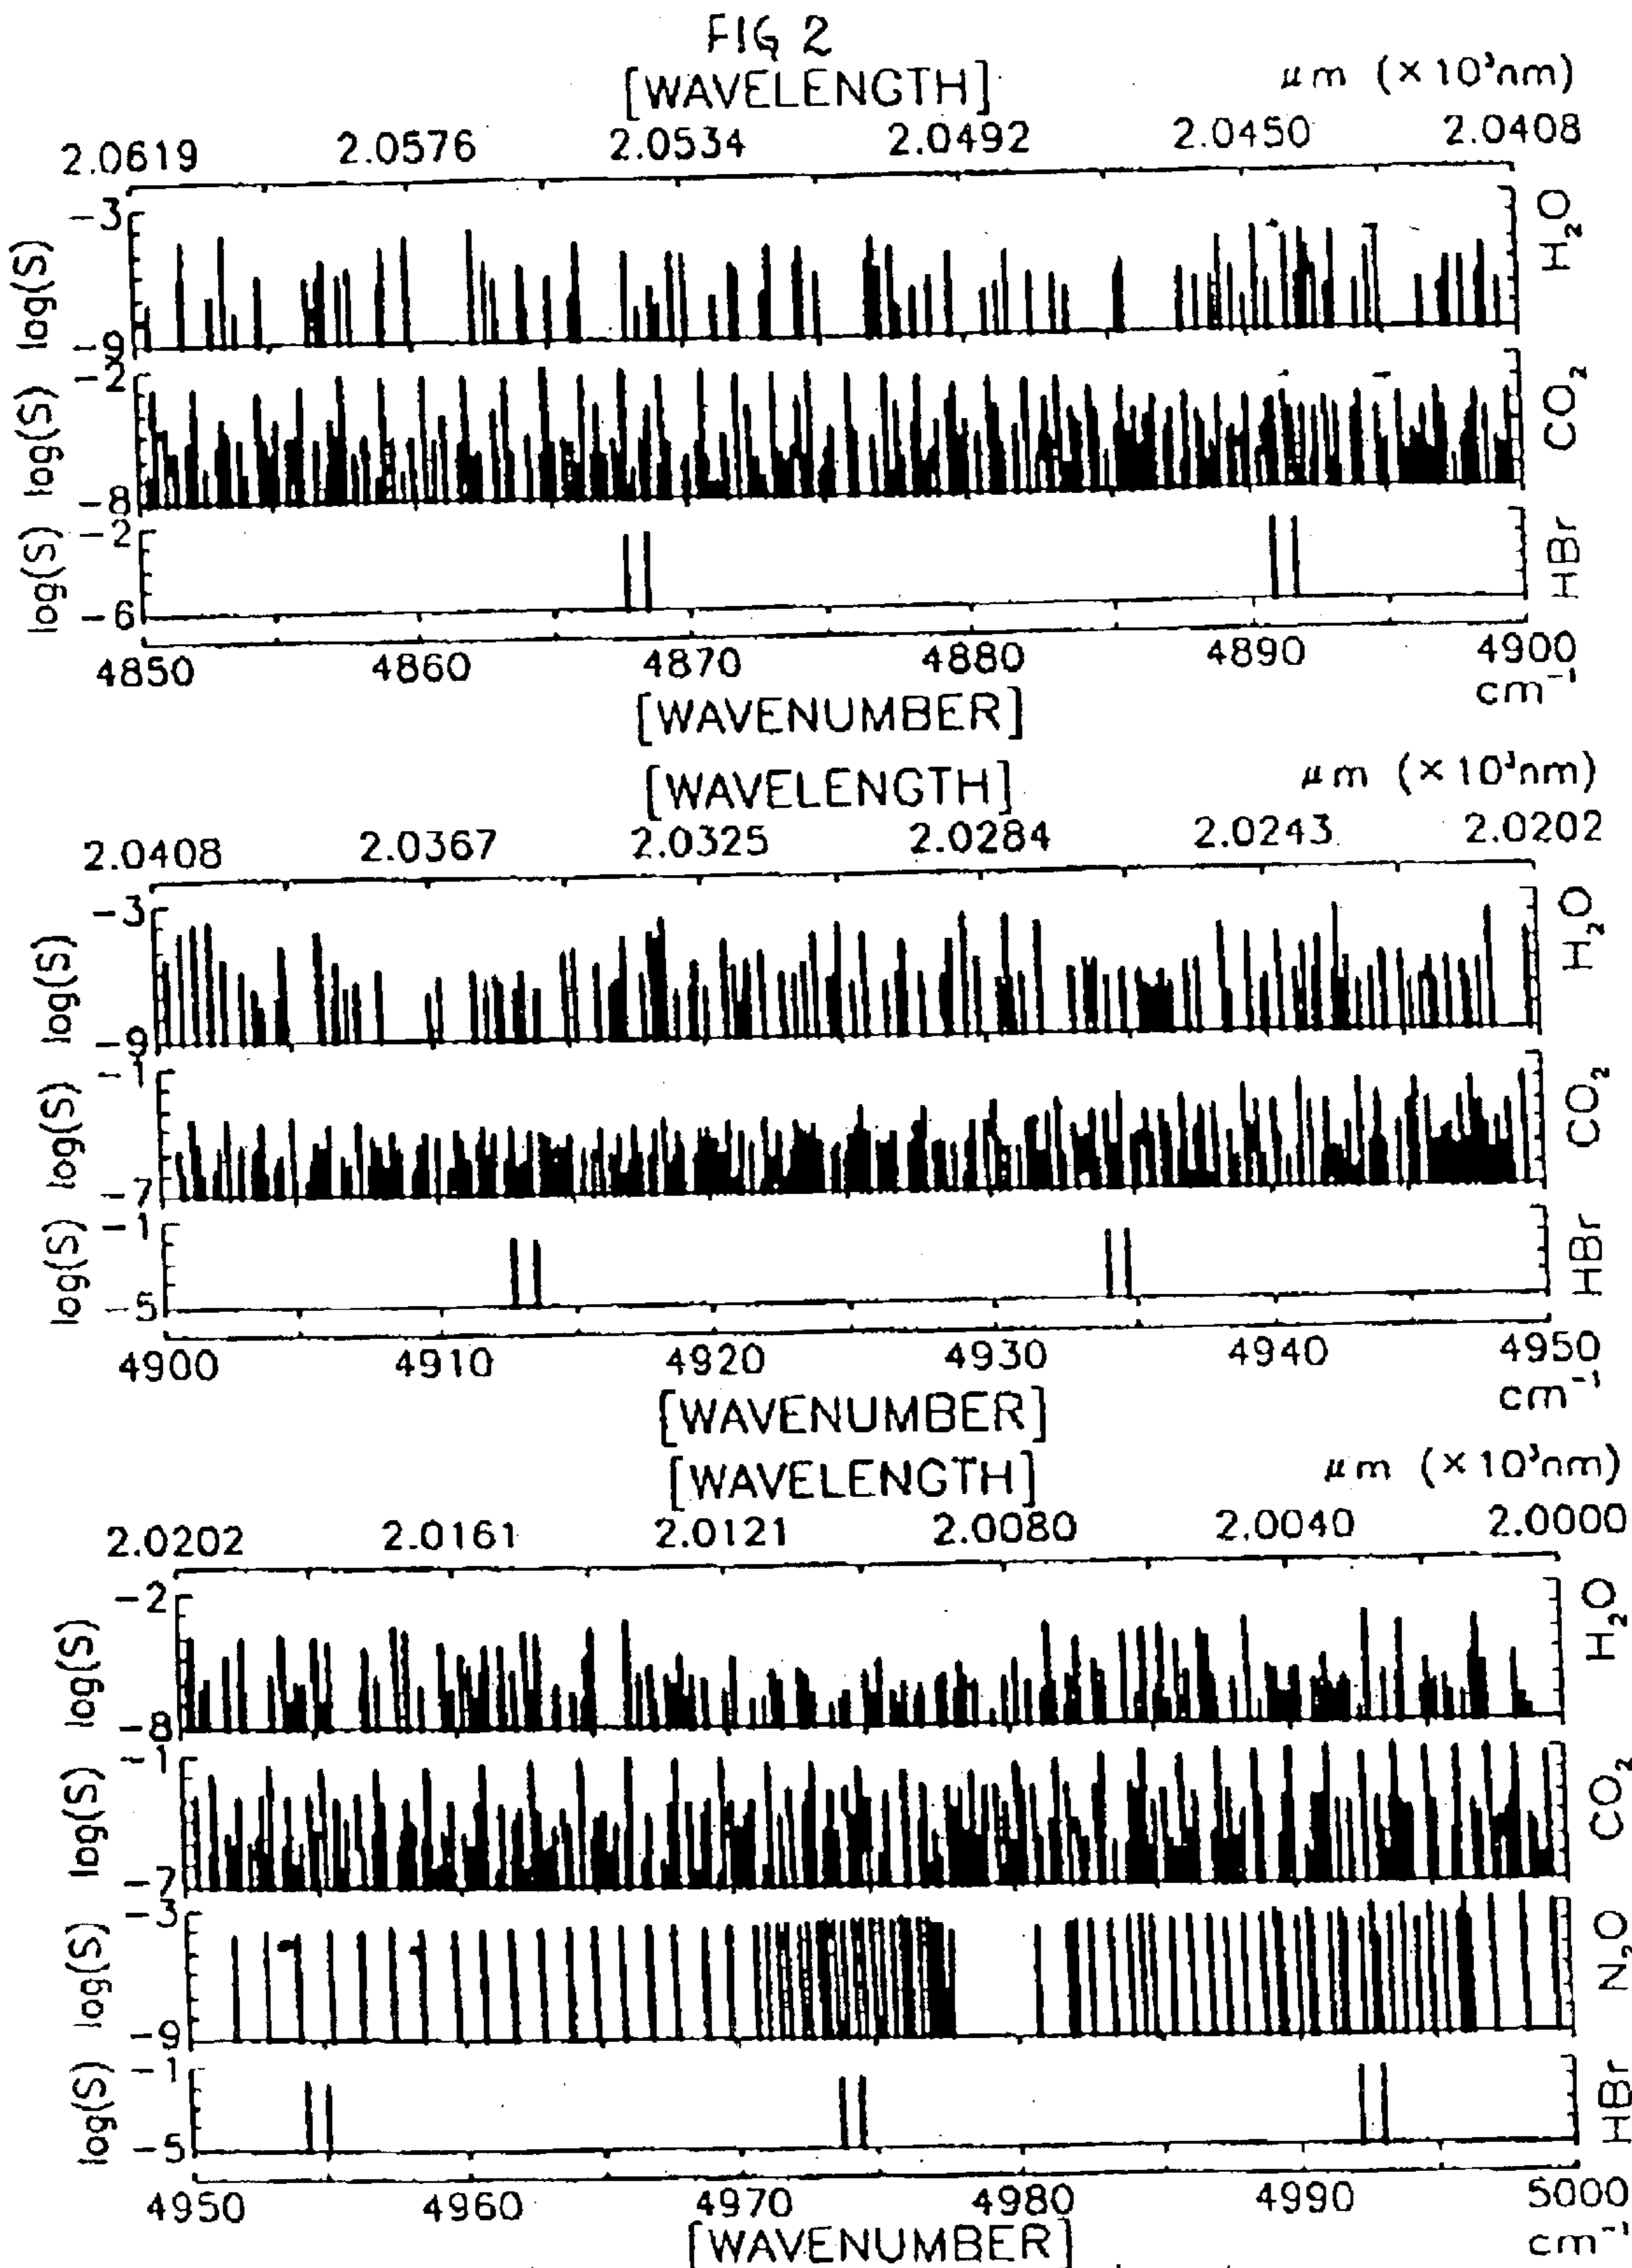 FIG 2
[WAVELENGTH] μm (×10³nm)
2.0619 2.0576 2.0534 2.0492 2.0450 2.0408
log(S) -3 -9 H₂O
log(S) -2 -8 CO₂
log(S) -2 -6 HBr
4850 4860 4870 4880 4890 4900
cm⁻¹
[WAVENUMBER]
[WAVELENGTH] μm (×10³nm)
2.0408 2.0367 2.0325 2.0284 2.0243 2.0202
log(S) -3 -9 H₂O
log(S) -1 -7 CO₂
log(S) -1 -5 HBr
4900 4910 4920 4930 4940 4950
cm⁻¹
[WAVENUMBER]
[WAVELENGTH] μm (×10³nm)
2.0202 2.0161 2.0121 2.0080 2.0040 2.0000
log(S) -2 -8 H₂O
log(S) -1 -7 CO₂
log(S) -3 -9 N₂O
log(S) -1 -5 HBr
4950 4960 4970 4980 4990 5000
cm⁻¹
[WAVENUMBER]